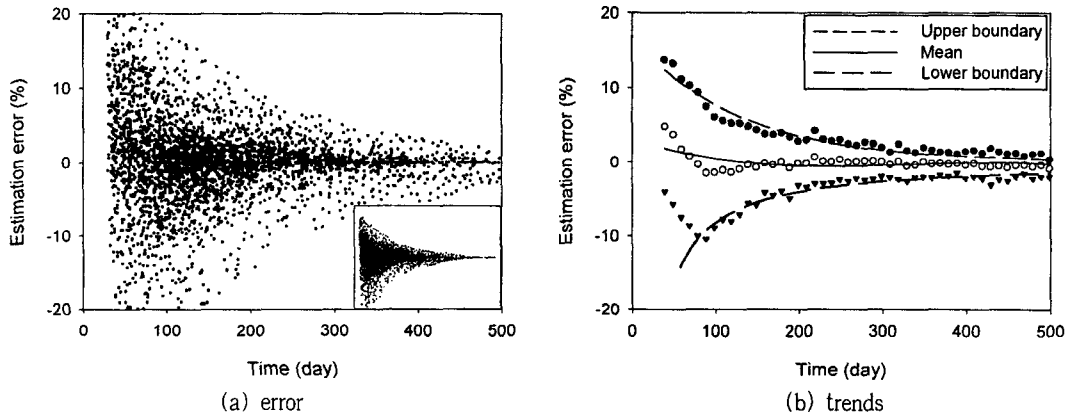 20
10
0
-10
-20
Estimation error (%)
0
100
200
300
400
500
Time (day)
(a) error
20
10
0
-10
-20
Estimation error (%)
Upper boundary
Mean
Lower boundary
0
100
200
300
400
500
Time (day)
(b) trends